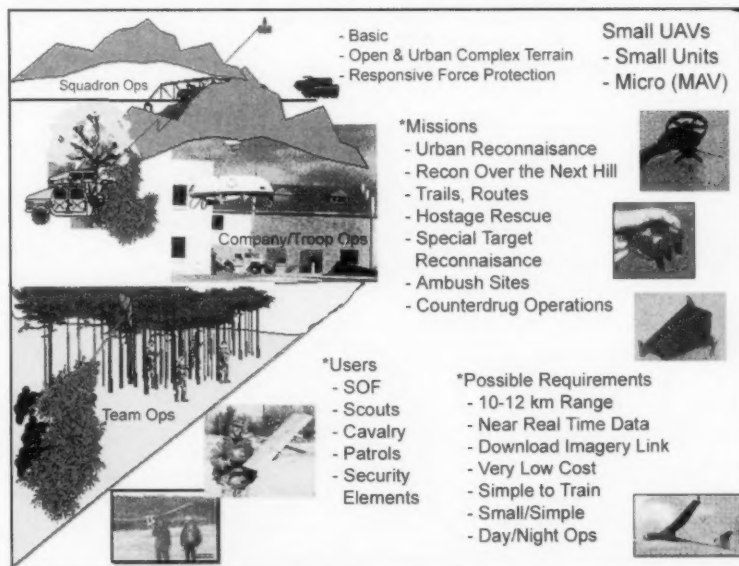 - Basic
- Open & Urban Complex Terrain
- Responsive Force Protection
Small UAVs
- Small Units
- Micro (MAV)
Squadron Ops
Company/Troop Ops
Team Ops
*Missions
- Urban Reconnaisance
- Recon Over the Next Hill
- Trails, Routes
- Hostage Rescue
- Special Target
Reconnaisance
- Ambush Sites
- Counterdrug Operations
*Users
- SOF
- Scouts
- Cavalry
- Patrols
- Security
Elements
*Possible Requirements
- 10-12 km Range
- Near Real Time Data
- Download Imagery Link
- Very Low Cost
- Simple to Train
- Small/Simple
- Day/Night Ops